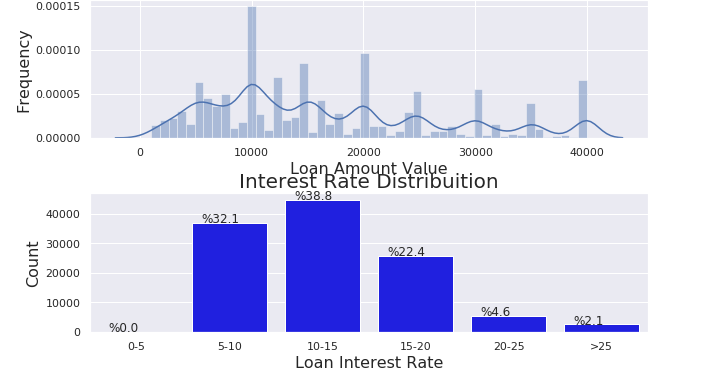 0.00015
0.00010
0.00005
0.00000
Frequency
0 10000 20000 30000 40000
Loan Amount Value
Interest Rate Distribuition
40000
30000
20000
10000
0
Count
%0.0 %32.1 %38.8 %22.4 %4.6 %2.1
0-5 5-10 10-15 15-20 20-25 >25
Loan Interest Rate